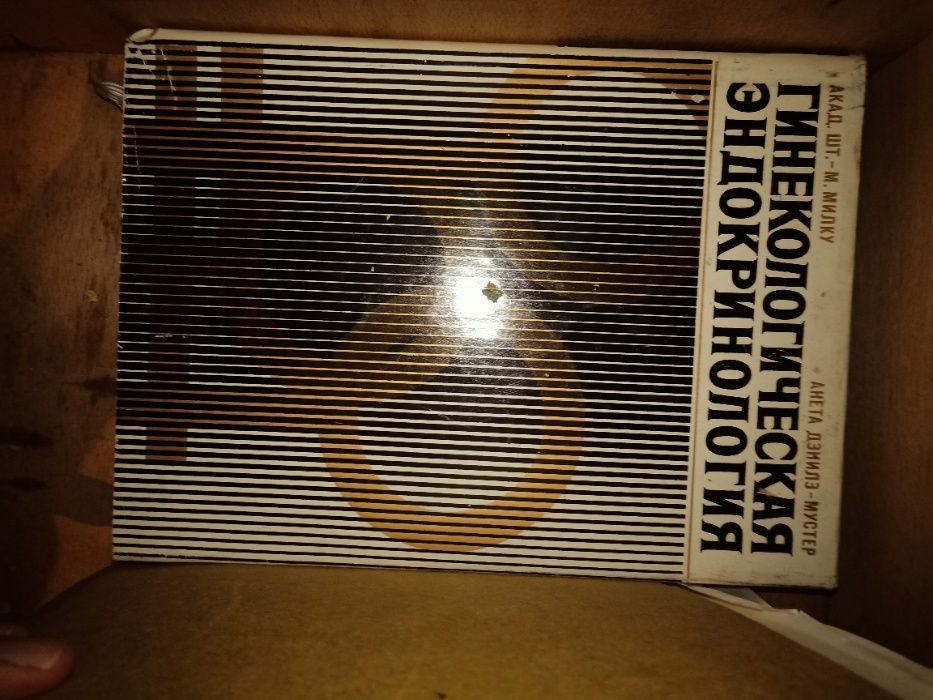 АКАД. ШТ.-М. МИЛКУ АНЕТА ДЭНИЛЭ-МУСТЕР
ГИНЕКОЛОГИЧЕСКАЯ
ЭНДОКРИНОЛОГИЯ